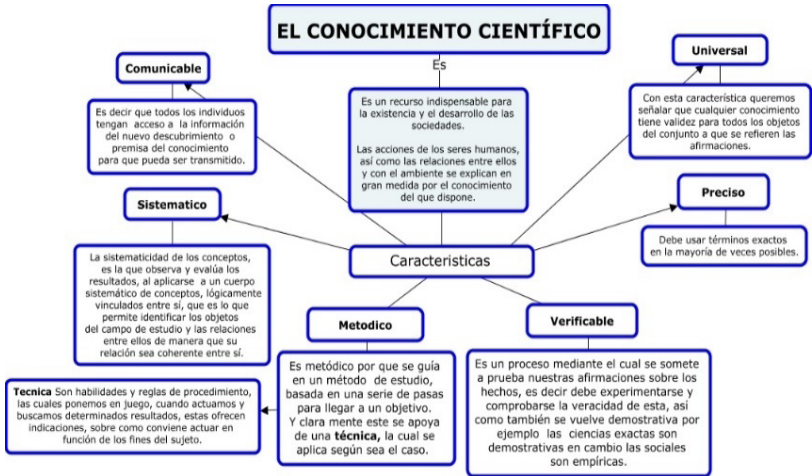 EL CONOCIMIENTO CIENTÍFICO
Es
Es un recurso indispensable para
la existencia y el desarrollo de las
sociedades.
Las acciones de los seres humanos,
así como las relaciones entre ellos
y con el ambiente se explican en
gran medida por el conocimiento
del que dispone.
Caracteristicas
Comunicable
Es decir que todos los individuos
tengan acceso a la información
del nuevo descubrimiento o
premisa del conocimiento
para que pueda ser transmitido.
Universal
Con esta característica queremos
señalar que cualquier conocimiento
tiene validez para todos los objetos
del conjunto a que se refieren las
afirmaciones.
Sistematico
La sistematicidad de los conceptos,
es la que observa y evalúa los
resultados, al aplicarse a un cuerpo
sistemático de conceptos, lógicamente
vinculados entre sí, que es lo que
permite identificar los objetos
del campo de estudio y las relaciones
entre ellos de manera que su
relación sea coherente entre sí.
Preciso
Debe usar términos exactos
en la mayoría de veces posibles.
Metodico
Es metódico por que se guía
en un método de estudio,
basada en una serie de pasas
para llegar a un objetivo.
Y clara mente este se apoya
de una técnica, la cual se
aplica según sea el caso.
Verificable
Es un proceso mediante el cual se somete
a prueba nuestras afirmaciones sobre los
hechos, es decir debe experimentarse y
comprobarse la veracidad de esta, así
como también se vuelve demostrativa por
ejemplo las ciencias exactas son
demostrativas en cambio las sociales
son empíricas.
Tecnica Son habilidades y reglas de procedimiento,
las cuales ponemos en juego, cuando actuamos y
buscamos determinados resultados, estas ofrecen
indicaciones, sobre como conviene actuar en
función de los fines del sujeto.